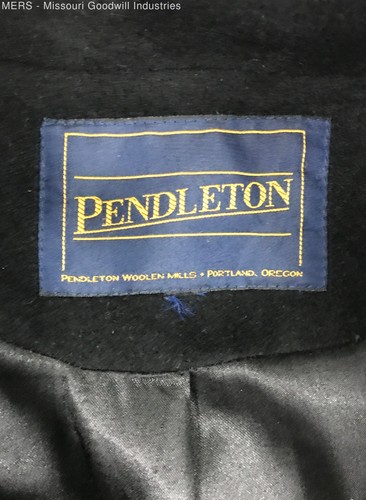 MERS - Missouri Goodwill Industries
PENDLETON
PENDLETON WOOLEN MILLS • PORTLAND, OREGON